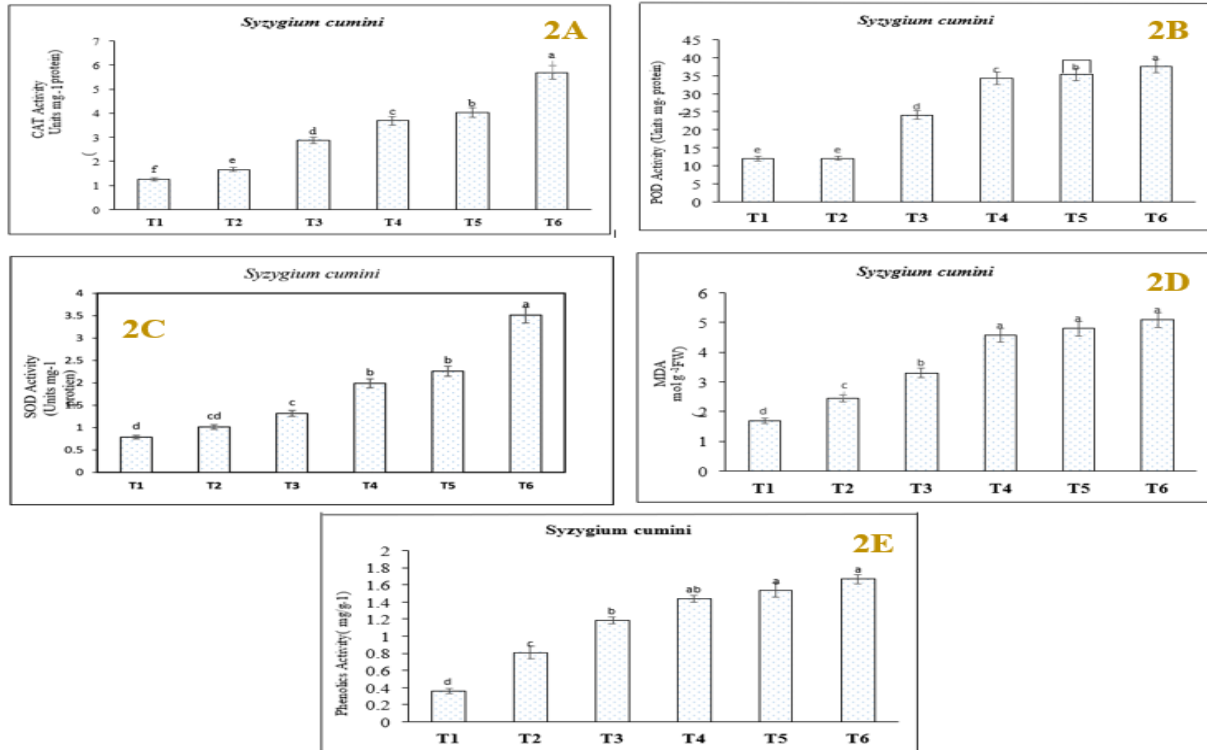 Syzygium cumini
2A
CAT Activity
Units mg-1protein)
(
7
6
5
4
3
2
1
0
f
e
d
c
b
a
T1 T2 T3 T4 T5 T6
Syzygium cumini
2B
POD Activity (Units mg- protein)
45
40
35
30
25
20
15
10
5
0
e
e
d
c
b
a
T1 T2 T3 T4 T5 T6
Syzygium cumini
2C
SOD Activity
(Units mg-1
protien)
4
3.5
3
2.5
2
1.5
1
0.5
0
d
cd
c
b
b
a
T1 T2 T3 T4 T5 T6
Syzygium cumini
2D
MDA
mol g-1FW)
(
6
5
4
3
2
1
0
d
c
b
a
a
a
T1 T2 T3 T4 T5 T6
Syzygium cumini
2E
Phenolics Activity( mg/g-1)
2
1.8
1.6
1.4
1.2
1
0.8
0.6
0.4
0.2
0
d
c
b
ab
a
a
T1 T2 T3 T4 T5 T6